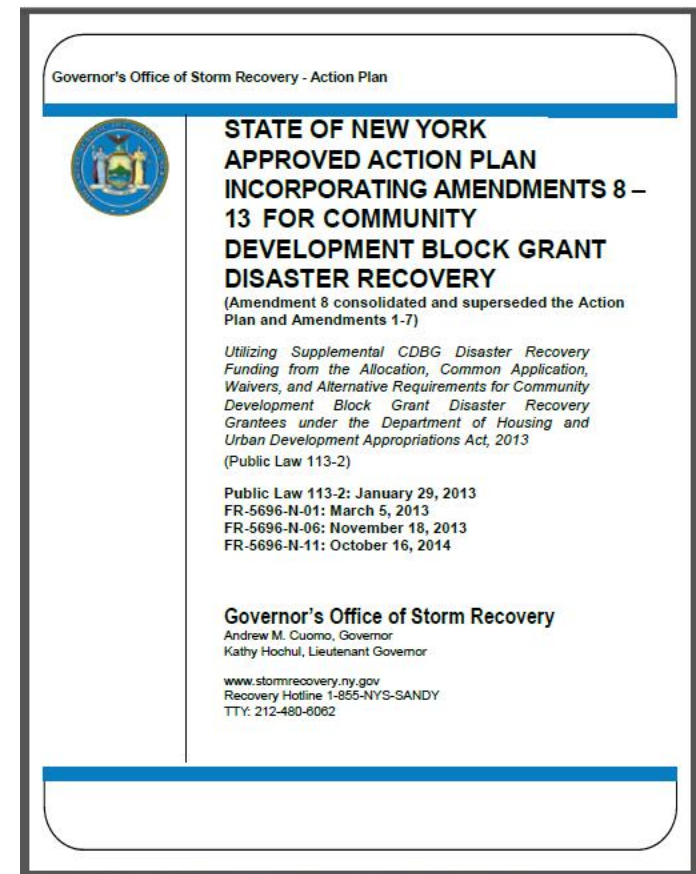 Governor's Office of Storm Recovery - Action Plan
STATE OF NEW YORK
APPROVED ACTION PLAN
INCORPORATING AMENDMENTS 8 –
13 FOR COMMUNITY
DEVELOPMENT BLOCK GRANT
DISASTER RECOVERY
(Amendment 8 consolidated and superseded the Action
Plan and Amendments 1-7)
Utilizing Supplemental CDBG Disaster Recovery
Funding from the Allocation, Common Application,
Waivers, and Alternative Requirements for Community
Development Block Grant Disaster Recovery
Grantees under the Department of Housing and
Urban Development Appropriations Act, 2013
(Public Law 113-2)
Public Law 113-2: January 29, 2013
FR-5696-N-01: March 5, 2013
FR-5696-N-06: November 18, 2013
FR-5696-N-11: October 16, 2014
Governor's Office of Storm Recovery
Andrew M. Cuomo, Governor
Kathy Hochul, Lieutenant Governor
www.stormrecovery.ny.gov
Recovery Hotline 1-855-NYS-SANDY
TTY: 212-480-6062